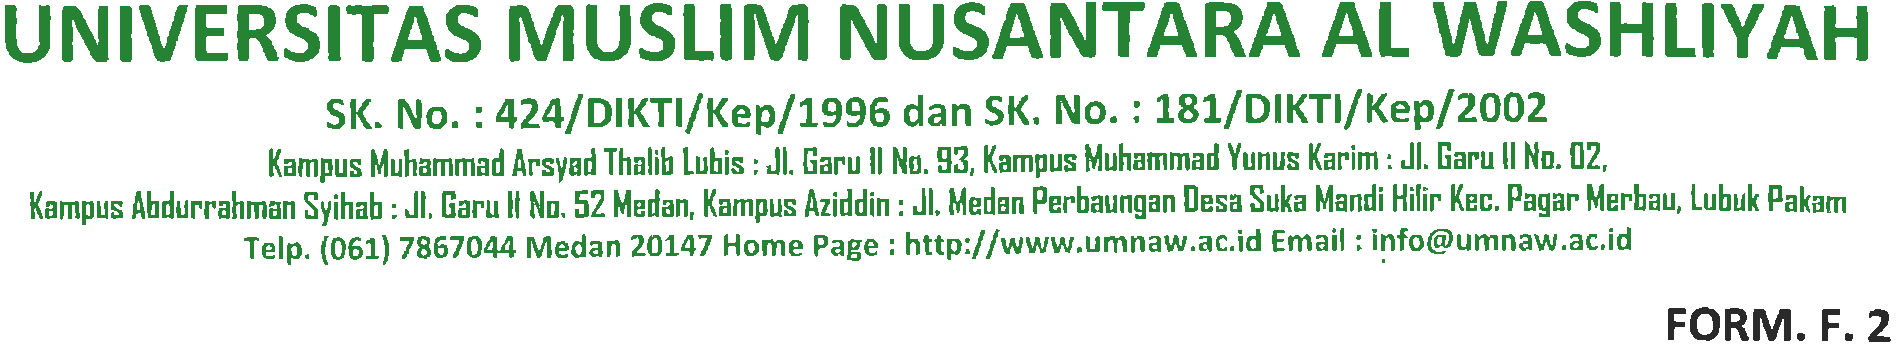 UNIVERSITAS MUSLIM NUSANTARA AL WASHLIYAH
SK. No. : 424/DIKTI/Kep/1996 dan SK. No. : 181/DIKTI/Kep/2002
Kampus Muhammad Arsyad Thalib Lubis : Jl. Garu II No. 93, Kampus Muhammad Yunus Karim : Jl. Garu II No. 02,
Kampus Abdurrahman Syihab : Jl. Garu II No. 52 Medan, Kampus Aziddin : Jl. Medan Perbaungan Desa Suka Mandi Hilir Kec. Pagar Merbau, Lubuk Pakam
Telp. (061) 7867044 Medan 20147 Home Page : http://www.umnaw.ac.id Email : info@umnaw.ac.id
FORM. F. 2